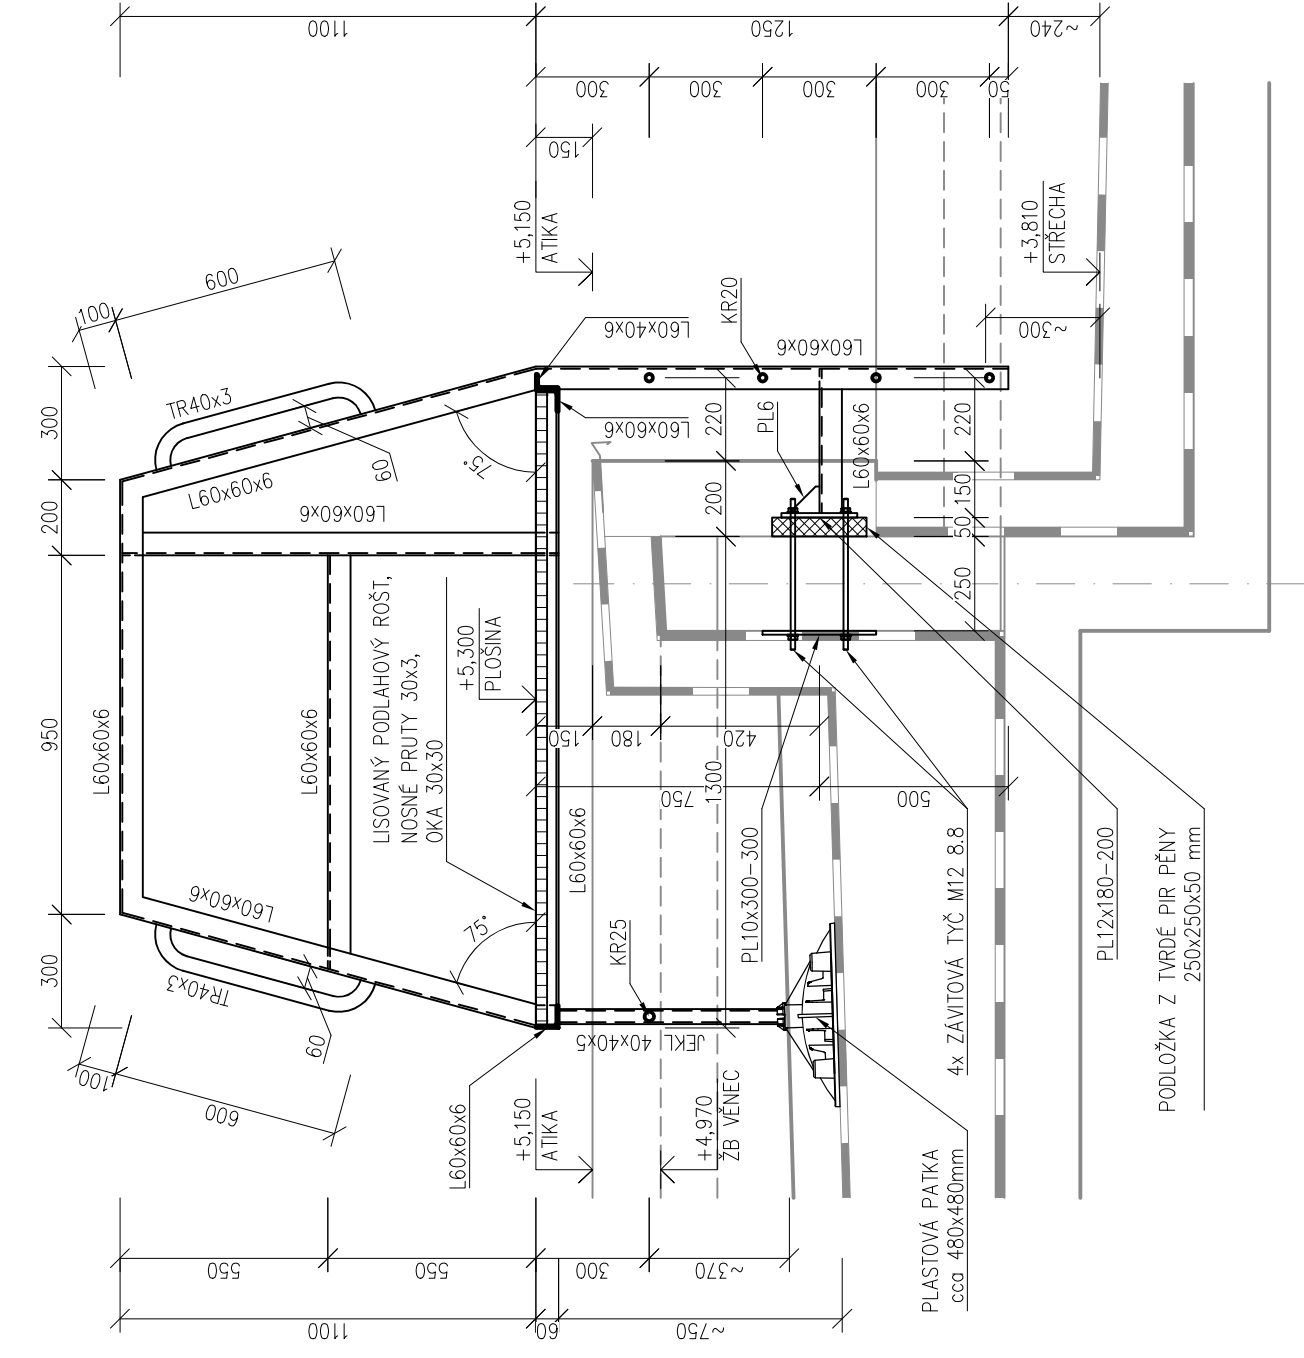 1100
1250
~240
300
300
300
300
50
150
+5,150
ATIKA
+3,810
STŘECHA
600
100
300
TR40x3
60
L60x60x6
75°
L60x40x6
L60x60x6
KR20
L60x60x6
~300
220
PL6
L60x60x6
220
200
L60x60x6
200
150
50
250
950
L60x60x6
L60x60x6
LISOVANÝ PODLAHOVÝ ROŠT,
NOSNÉ PRUTY 30x3,
OKA 30x30
+5,300
PLOŠINA
150
180
420
750
500
1300
L60x60x6
L60x60x6
75°
300
TR40x3
60
100
600
KR25
JEKL 40x40x5
PL10x300-300
4x ZÁVITOVÁ TYČ M12 8.8
PL12x180-200
PODLOŽKA Z TVRDÉ PIR PĚNY
250x250x50 mm
L60x60x6
+5,150
ATIKA
+4,970
ŽB VĚNEC
PLASTOVÁ PATKA
cca 480x480mm
550
550
300
~370
1100
60
~750